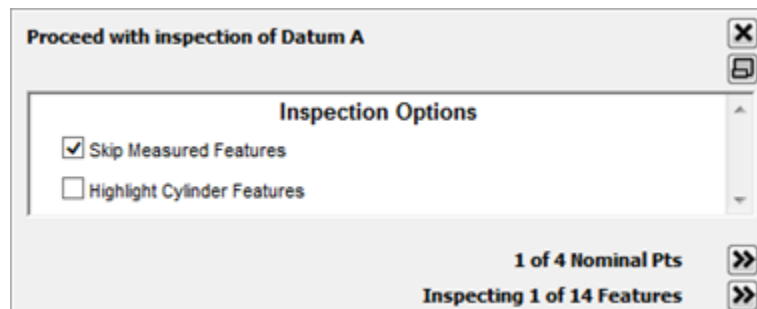 Proceed with inspection of Datum A
Inspection Options
Skip Measured Features
Highlight Cylinder Features
1 of 4 Nominal Pts
Inspecting 1 of 14 Features